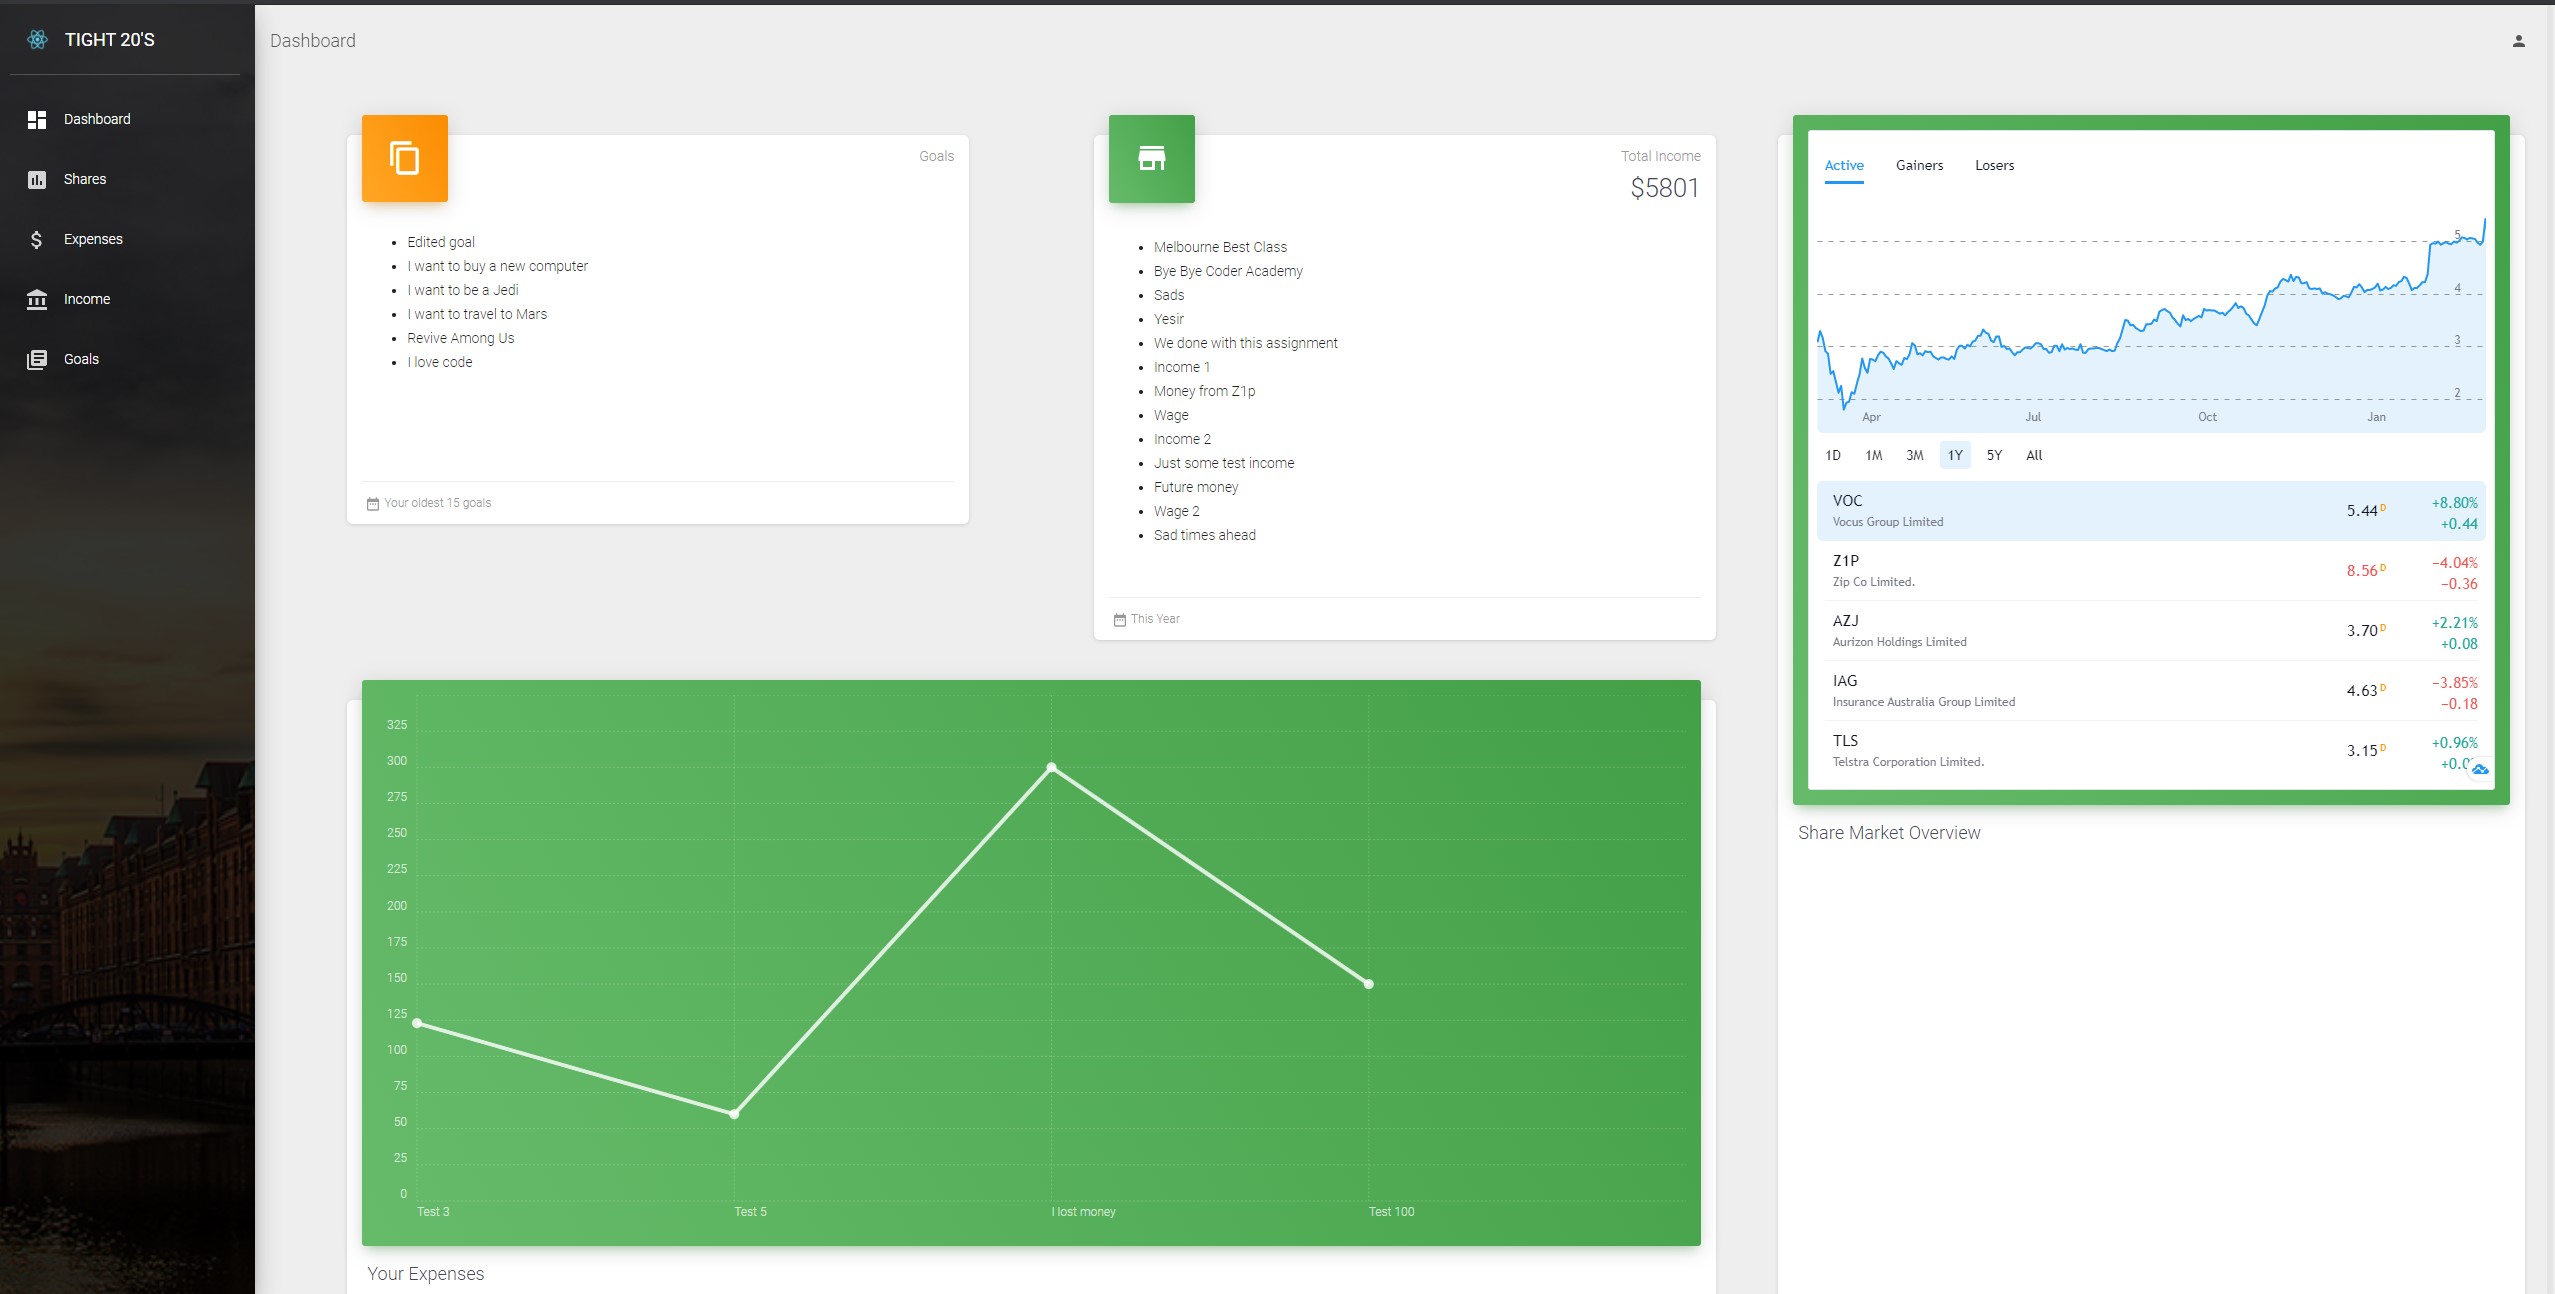 TIGHT 20'S
Dashboard
Shares
Expenses
Income
Goals
Dashboard
Goals
Edited goal
I want to buy a new computer
I want to be a Jedi
I want to travel to Mars
Revive Among Us
I love code
Your oldest 15 goals
Total Income
$5801
Melbourne Best Class
Bye Bye Coder Academy
Sads
Yesir
We done with this assignment
Income 1
Money from Z1p
Wage
Income 2
Just some test income
Future money
Wage 2
Sad times ahead
This Year
Active Gainers Losers
5
4
3
2
Apr Jul Oct Jan
1D 1M 3M 1Y 5Y All
VOC 5.44 D +8.80%
Vocus Group Limited +0.44
Z1P 8.56 D −4.04%
Zip Co Limited. −0.36
AZJ 3.70 D +2.21%
Aurizon Holdings Limited +0.08
IAG 4.63 D −3.85%
Insurance Australia Group Limited −0.18
TLS 3.15 D +0.96%
Telstra Corporation Limited.
Share Market Overview
325
300
275
250
225
200
175
150
125
100
75
50
25
0
Test 3 Test 5 I lost money Test 100
Your Expenses